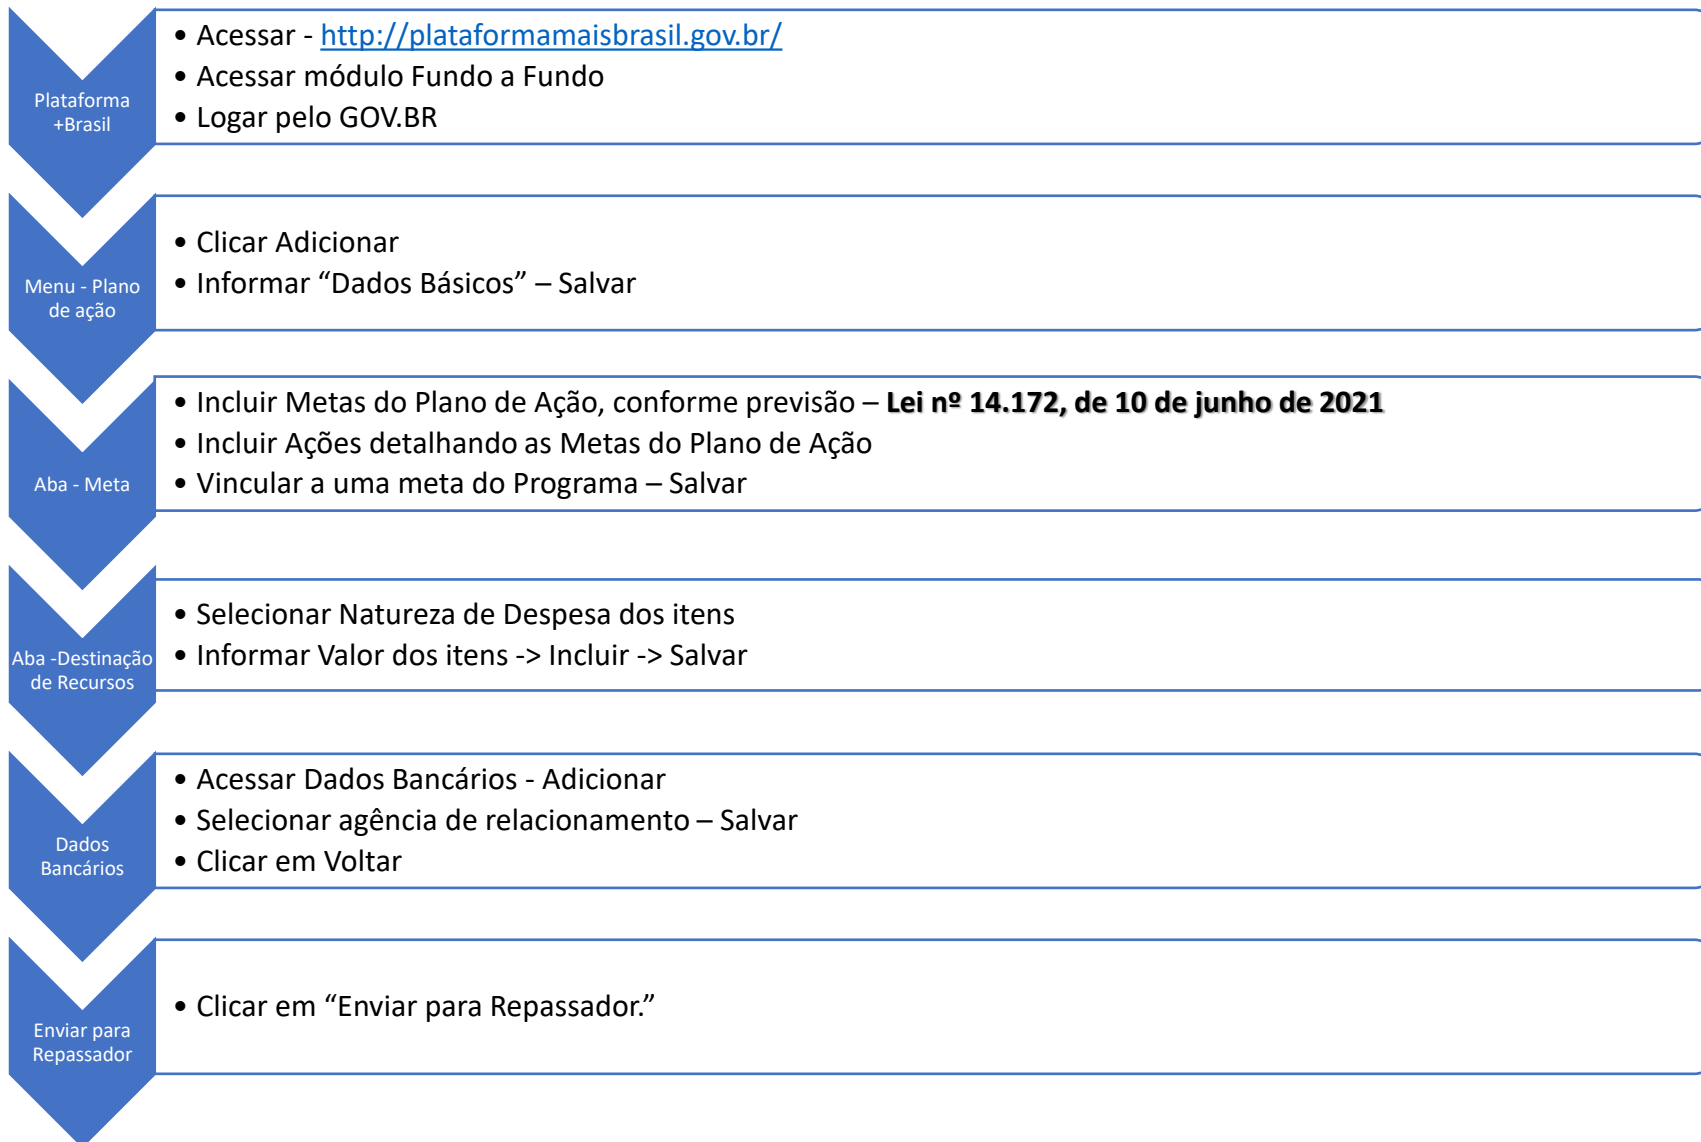 Plataforma
+Brasil
• Acessar - http://plataformamaisbrasil.gov.br/
• Acessar módulo Fundo a Fundo
• Logar pelo GOV.BR
Menu - Plano
de ação
• Clicar Adicionar
• Informar “Dados Básicos” – Salvar
Aba - Meta
• Incluir Metas do Plano de Ação, conforme previsão – Lei nº 14.172, de 10 de junho de 2021
• Incluir Ações detalhando as Metas do Plano de Ação
• Vincular a uma meta do Programa – Salvar
Aba -Destinação
de Recursos
• Selecionar Natureza de Despesa dos itens
• Informar Valor dos itens -> Incluir -> Salvar
Dados
Bancários
• Acessar Dados Bancários - Adicionar
• Selecionar agência de relacionamento – Salvar
• Clicar em Voltar
Enviar para
Repassador
• Clicar em “Enviar para Repassador.”